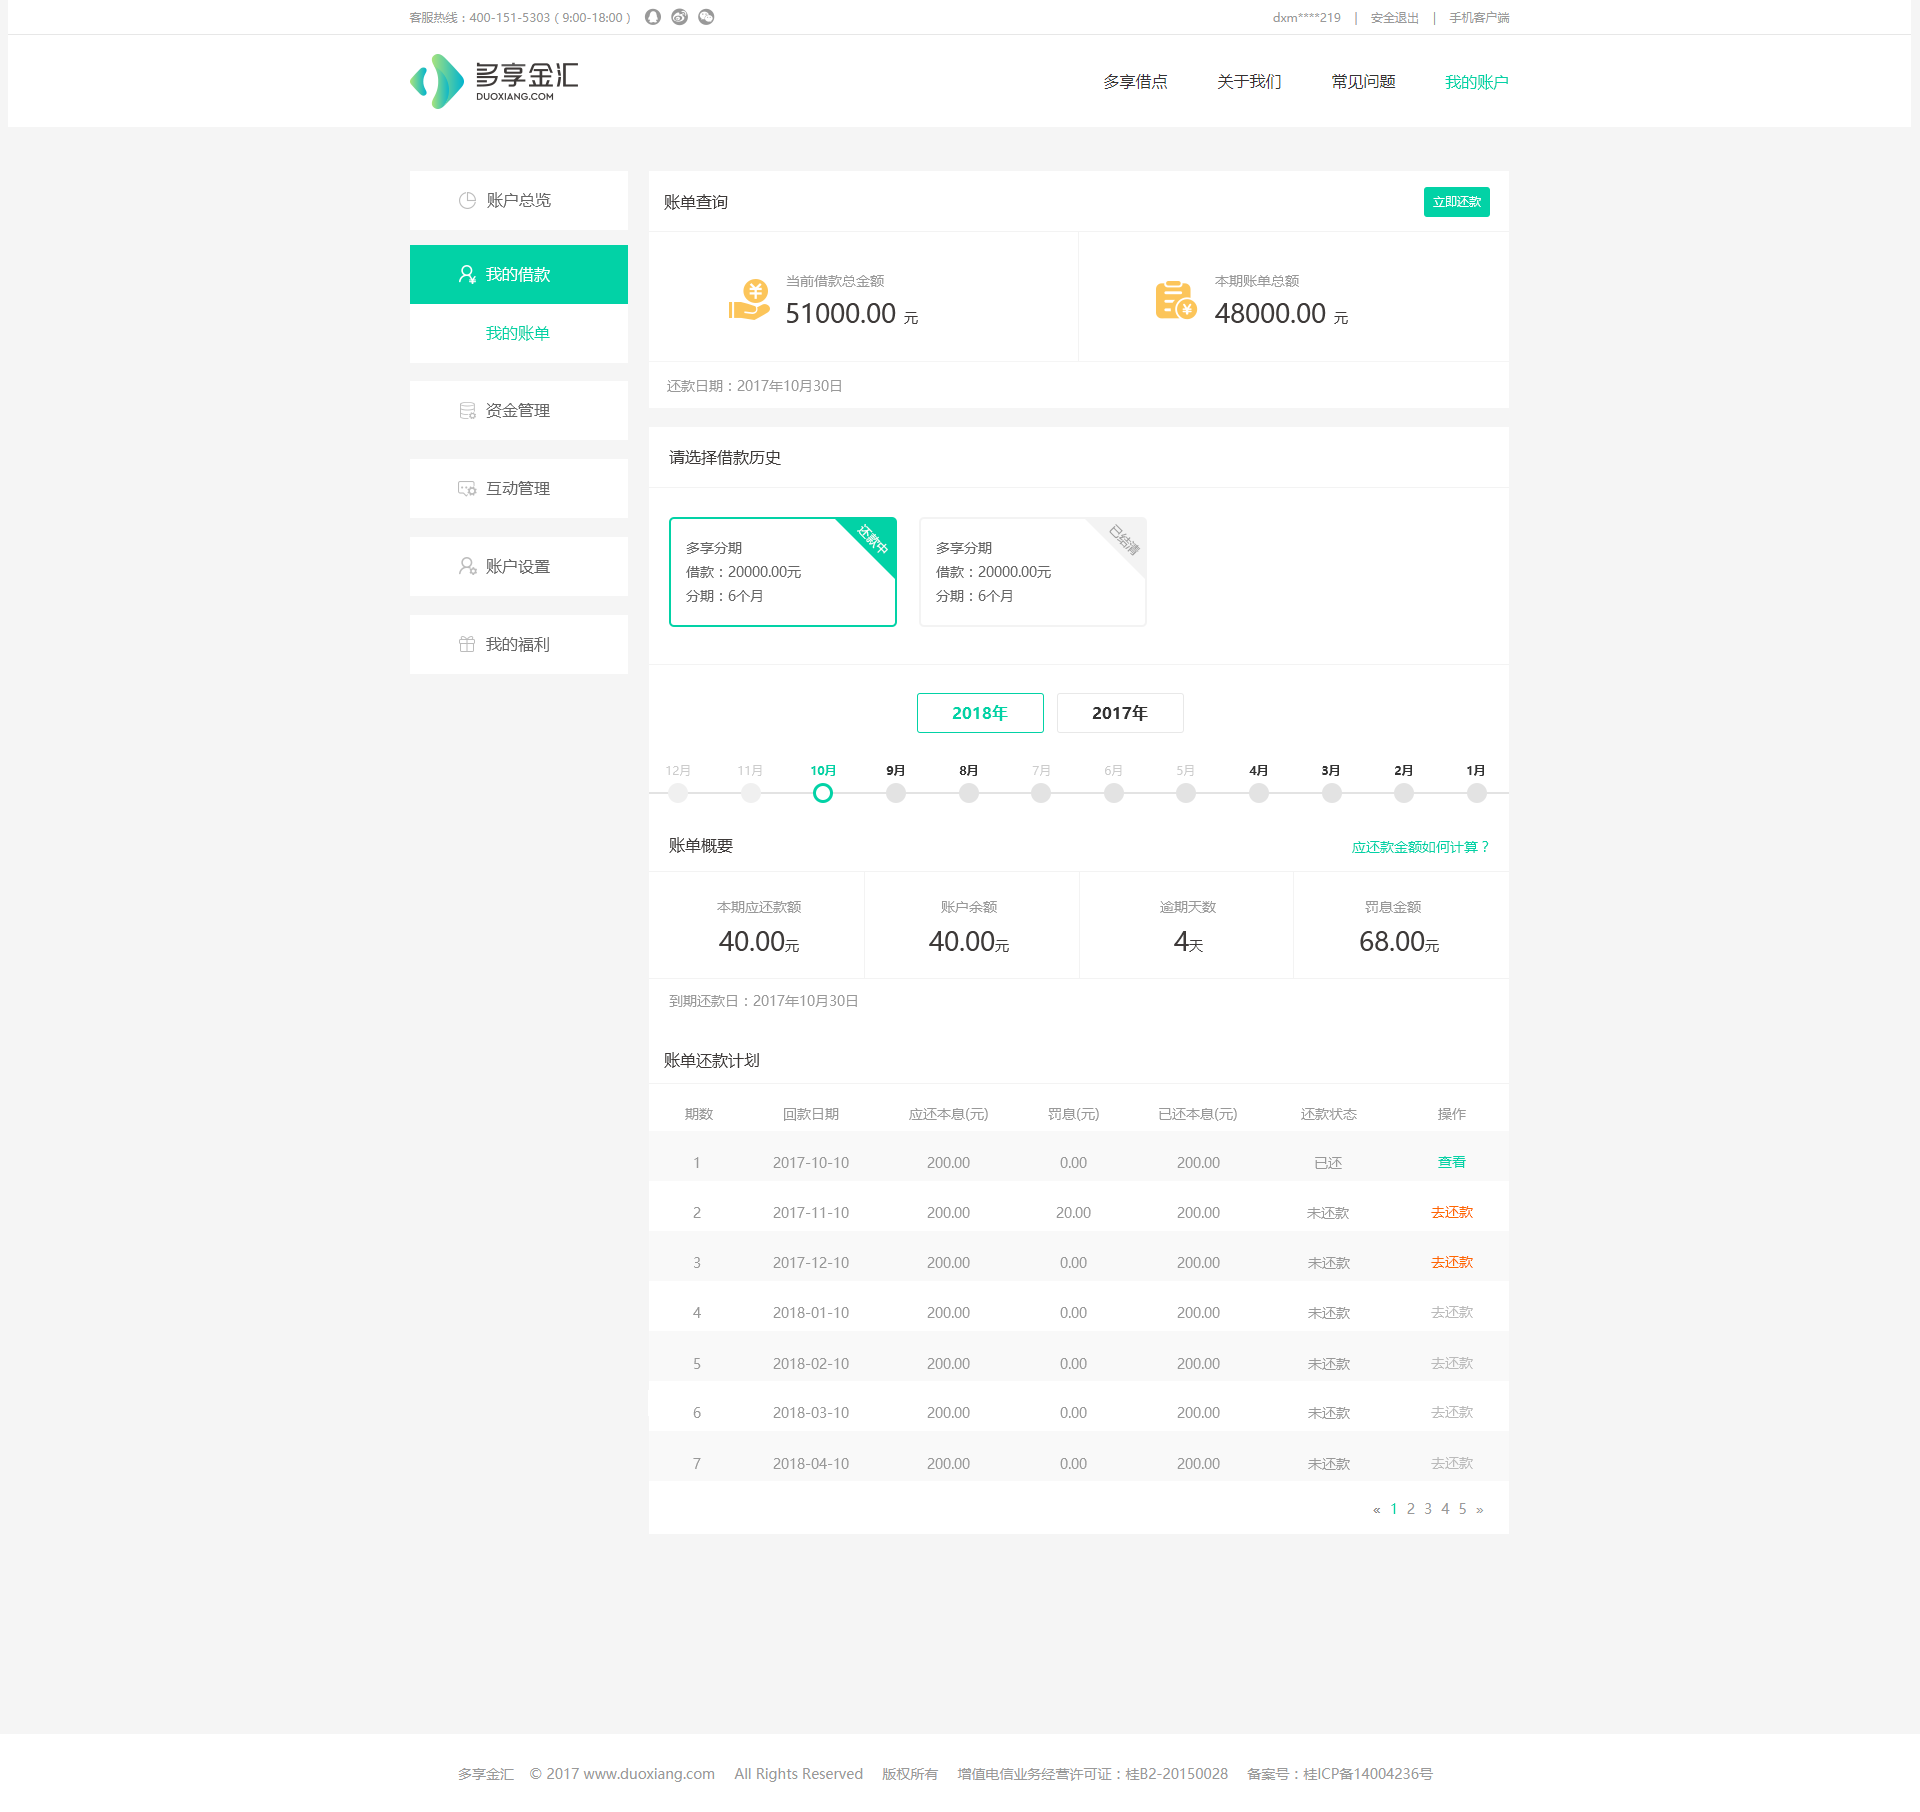 客服热线：400-151-5303（9:00-18:00）
dxm****219 | 安全退出 | 手机客户端
多享金汇
DUOXIANG.COM
多享借点 关于我们 常见问题 我的账户
账户总览
我的借款
我的账单
资金管理
互动管理
账户设置
我的福利
账单查询
立即还款
当前借款总金额
51000.00 元
本期账单总额
48000.00 元
还款日期：2017年10月30日
请选择借款历史
多享分期
借款：20000.00元
分期：6个月
还款中
多享分期
借款：20000.00元
分期：6个月
已结清
2018年 2017年
12月 11月 10月 9月 8月 7月 6月 5月 4月 3月 2月 1月
账单概要
应还款金额如何计算？
本期应还款额 账户余额 逾期天数 罚息金额
40.00元 40.00元 4天 68.00元
到期还款日：2017年10月30日
账单还款计划
期数 回款日期 应还本息(元) 罚息(元) 已还本息(元) 还款状态 操作
1 2017-10-10 200.00 0.00 200.00 已还 查看
2 2017-11-10 200.00 20.00 200.00 未还款 去还款
3 2017-12-10 200.00 0.00 200.00 未还款 去还款
4 2018-01-10 200.00 0.00 200.00 未还款 去还款
5 2018-02-10 200.00 0.00 200.00 未还款 去还款
6 2018-03-10 200.00 0.00 200.00 未还款 去还款
7 2018-04-10 200.00 0.00 200.00 未还款 去还款
« 1 2 3 4 5 »
多享金汇 © 2017 www.duoxiang.com All Rights Reserved 版权所有 增值电信业务经营许可证：桂B2-20150028 备案号：桂ICP备14004236号